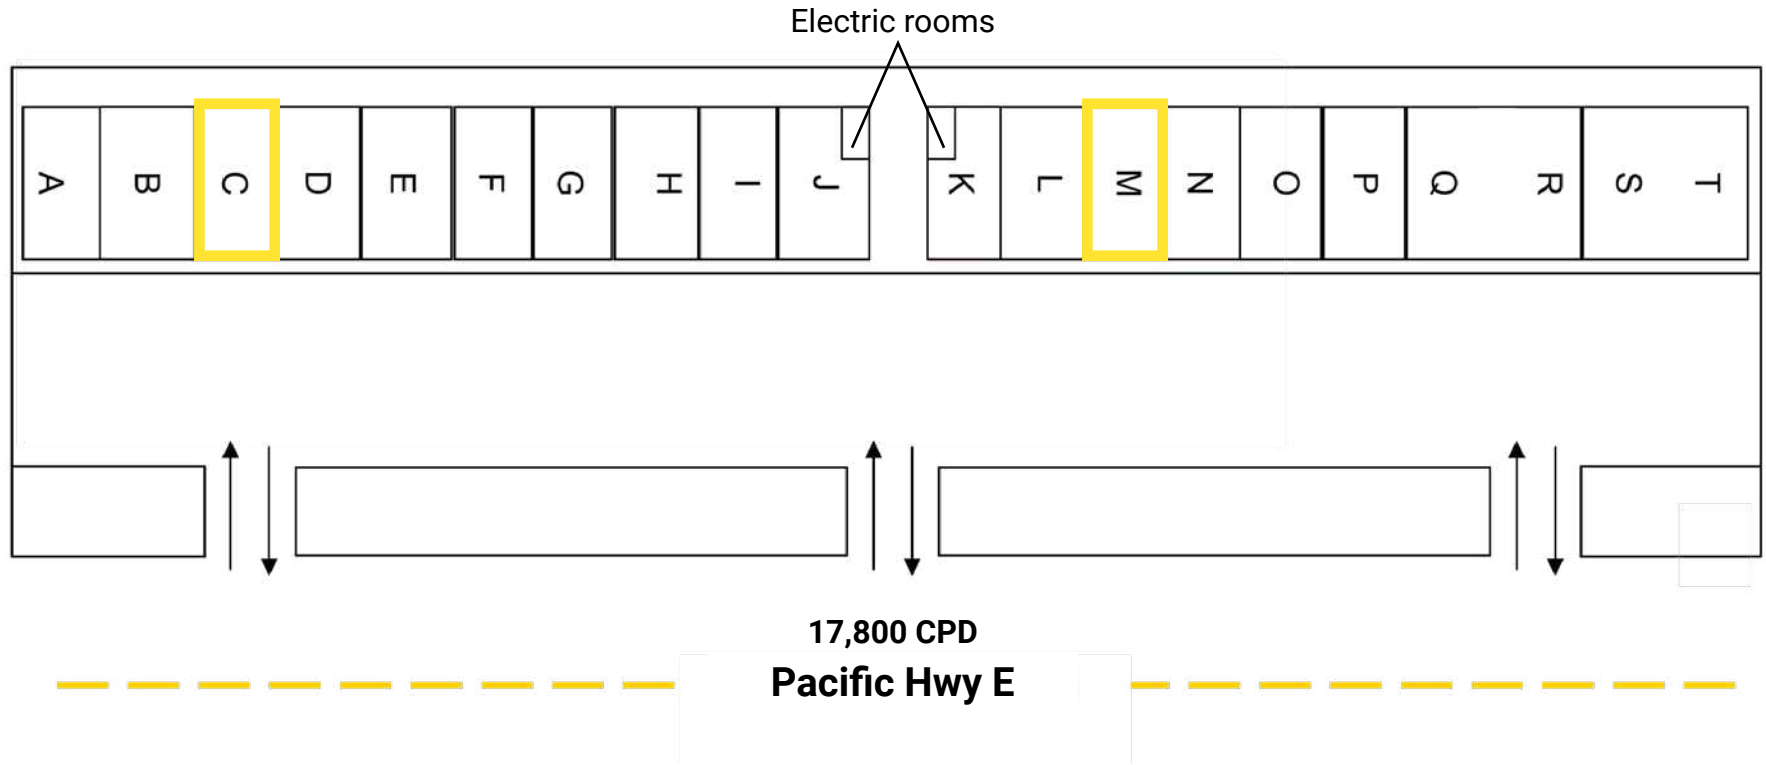 Electric rooms
A B C D E F G H I J K L M N O P Q R S T
17,800 CPD
Pacific Hwy E